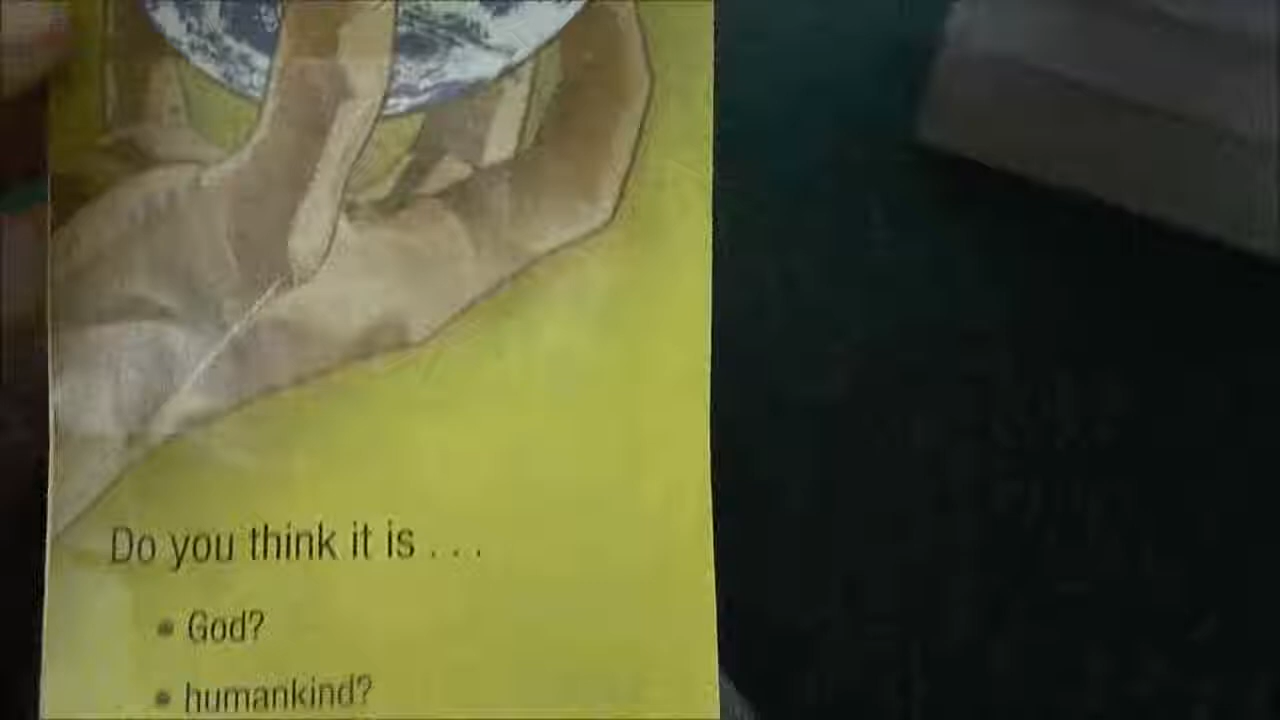 Do you think it is . . .
• God?
• humankind?